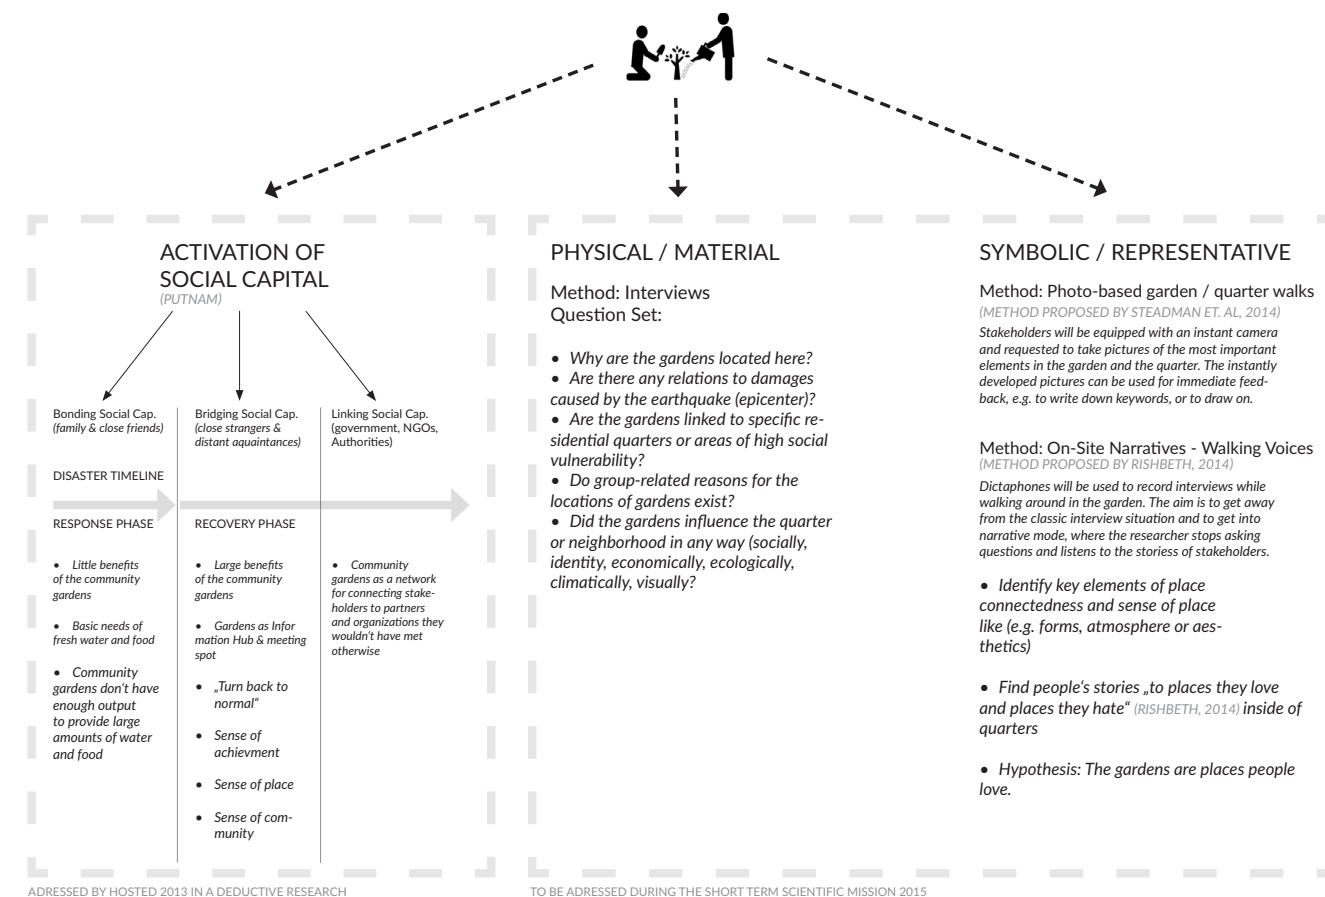 ACTIVATION OF
SOCIAL CAPITAL
(PUTNAM)
Bonding Social Cap.
(family & close friends)
Bridging Social Cap.
(close strangers &
distant aquaintances)
Linking Social Cap.
(government, NGOs,
Authorities)
DISASTER TIMELINE
RESPONSE PHASE
RECOVERY PHASE
• Little benefits
of the community
gardens
• Basic needs of
fresh water and food
• Community
gardens don‘t have
enough output
to provide large
amounts of water
and food
• Large benefits
of the community
gardens
• Gardens as Infor
mation Hub & meeting
spot
• „Turn back to
normal“
• Sense of
achievment
• Sense of place
• Sense of com-
munity
• Community
gardens as a network
for connecting stake-
holders to partners
and organizations they
wouldn‘t have met
otherwise
ADRESSED BY HOSTED 2013 IN A DEDUCTIVE RESEARCH
PHYSICAL / MATERIAL
Method: Interviews
Question Set:
• Why are the gardens located here?
• Are there any relations to damages
caused by the earthquake (epicenter)?
• Are the gardens linked to specific re-
sidential quarters or areas of high social
vulnerability?
• Do group-related reasons for the
locations of gardens exist?
• Did the gardens influence the quarter
or neighborhood in any way (socially,
identity, economically, ecologically,
climatically, visually?
SYMBOLIC / REPRESENTATIVE
Method: Photo-based garden / quarter walks
(METHOD PROPOSED BY STEADMAN ET. AL, 2014)
Stakeholders will be equipped with an instant camera
and requested to take pictures of the most important
elements in the garden and the quarter. The instantly
developed pictures can be used for immediate feed-
back, e.g. to write down keywords, or to draw on.
Method: On-Site Narratives - Walking Voices
(METHOD PROPOSED BY RISHBETH, 2014)
Dictaphones will be used to record interviews while
walking around in the garden. The aim is to get away
from the classic interview situation and to get into
narrative mode, where the researcher stops asking
questions and listens to the storiess of stakeholders.
• Identify key elements of place
connectedness and sense of place
like (e.g. forms, atmosphere or aes-
thetics)
• Find people‘s stories „to places they love
and places they hate“ (RISHBETH, 2014) inside of
quarters
• Hypothesis: The gardens are places people
love.
TO BE ADRESSED DURING THE SHORT TERM SCIENTIFIC MISSION 2015